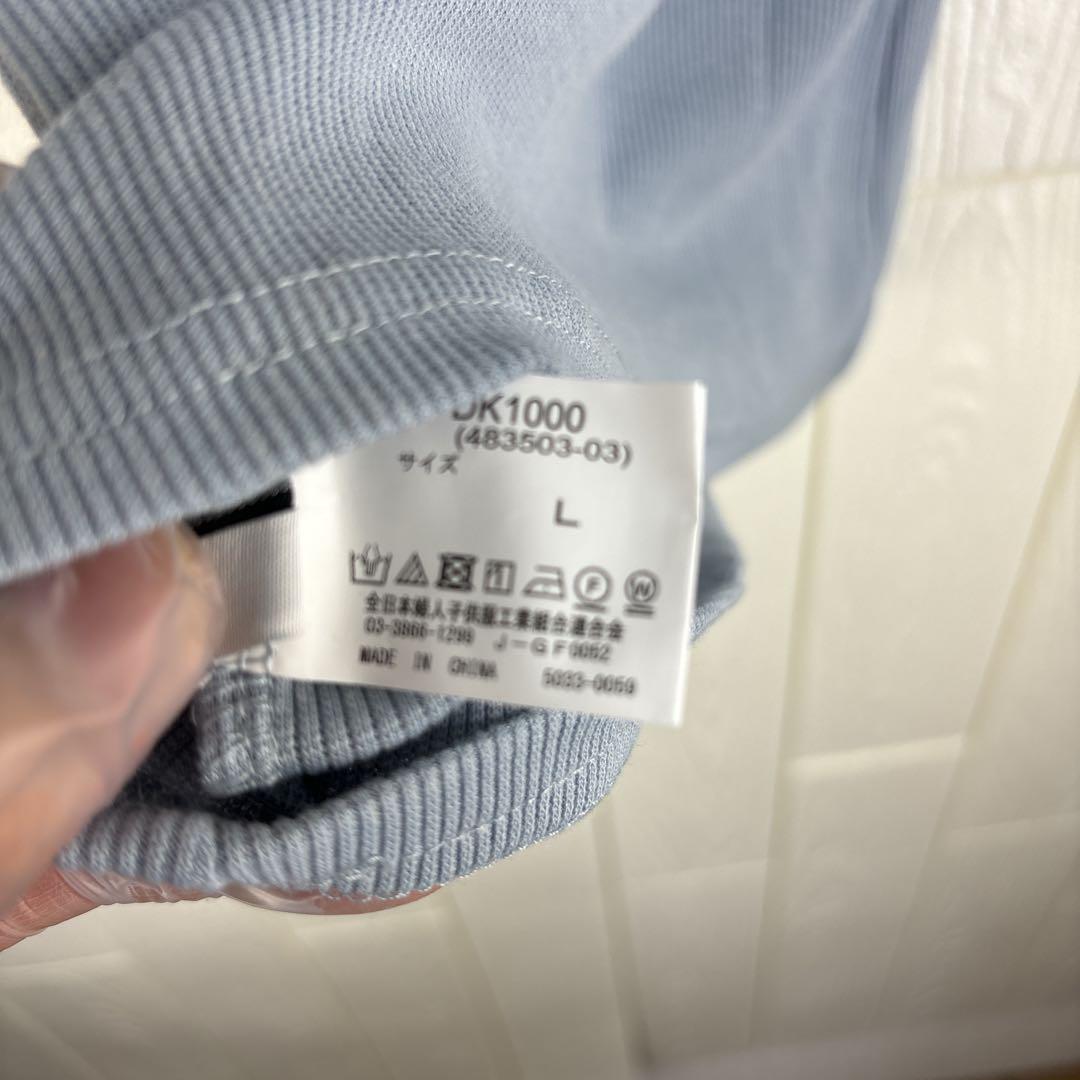 DK1000
(483503-03)
サイズ
L
F W
全日本婦人子供服工業組合連合会
03-3866-1299 J-GF0052
MADE IN CHINA 5033-0059